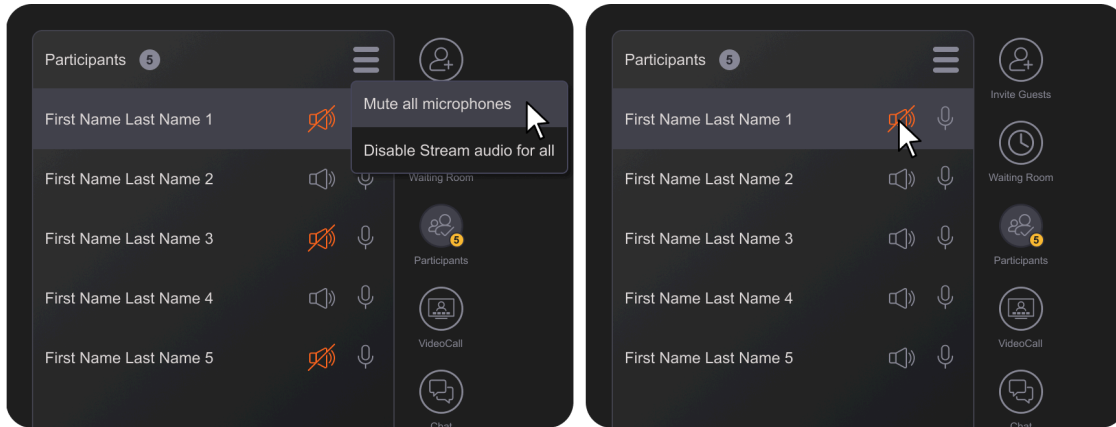 Participants 5
First Name Last Name 1
Mute all microphones
Disable Stream audio for all
First Name Last Name 2
Waiting Room
First Name Last Name 3
5
Participants
First Name Last Name 4
First Name Last Name 5
VideoCall
Chat
Participants 5
Invite Guests
First Name Last Name 1
First Name Last Name 2
Waiting Room
First Name Last Name 3
5
Participants
First Name Last Name 4
First Name Last Name 5
VideoCall
Chat